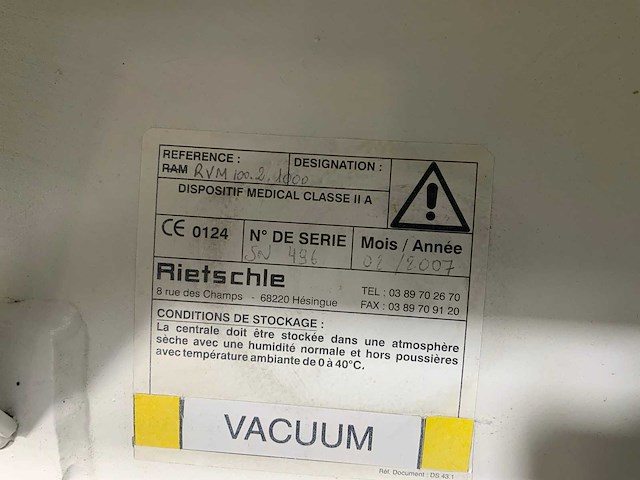 REFERENCE :
DESIGNATION :
RAM RVM 100.2.1000
DISPOSITIF MEDICAL CLASSE II A
CE 0124
N° DE SERIE
Mois / Année
SN 496
02 / 2007
Rietschle
8 rue des Champs - 68220 Hésingue
TEL : 03 89 70 26 70
FAX : 03 89 70 91 20
CONDITIONS DE STOCKAGE :
La centrale doit être stockée dans une atmosphère
sèche avec une humidité normale et hors poussières
avec température ambiante de 0 à 40°C.
VACUUM
Réf. Document : DS 43.1